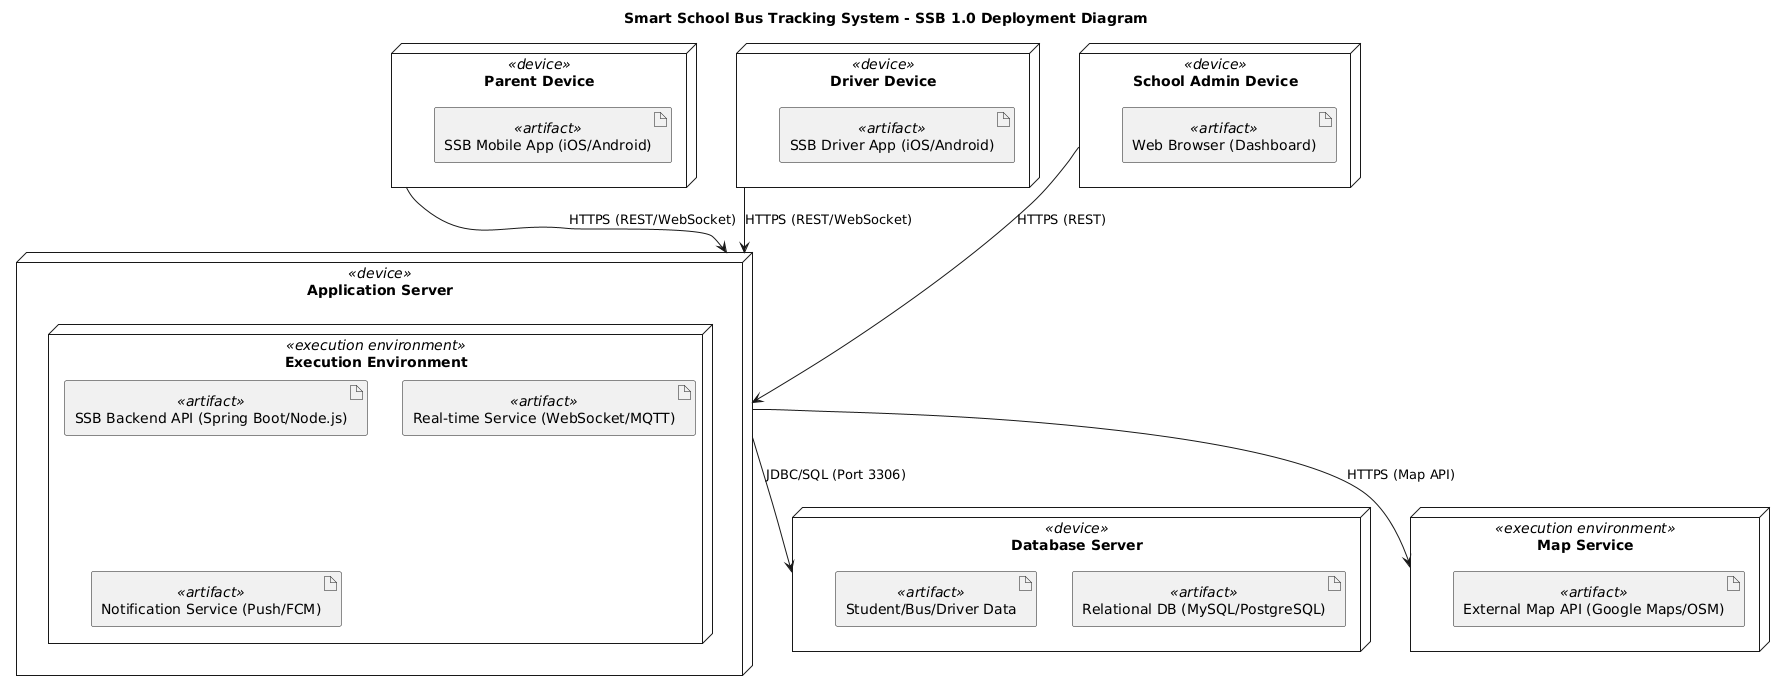 Smart School Bus Tracking System - SSB 1.0 Deployment Diagram
«device»
Parent Device
«artifact»
SSB Mobile App (iOS/Android)
«device»
Driver Device
«artifact»
SSB Driver App (iOS/Android)
«device»
School Admin Device
«artifact»
Web Browser (Dashboard)
HTTPS (REST/WebSocket)
HTTPS (REST/WebSocket)
HTTPS (REST)
«device»
Application Server
«execution environment»
Execution Environment
«artifact»
SSB Backend API (Spring Boot/Node.js)
«artifact»
Real-time Service (WebSocket/MQTT)
«artifact»
Notification Service (Push/FCM)
JDBC/SQL (Port 3306)
HTTPS (Map API)
«device»
Database Server
«artifact»
Student/Bus/Driver Data
«artifact»
Relational DB (MySQL/PostgreSQL)
«execution environment»
Map Service
«artifact»
External Map API (Google Maps/OSM)